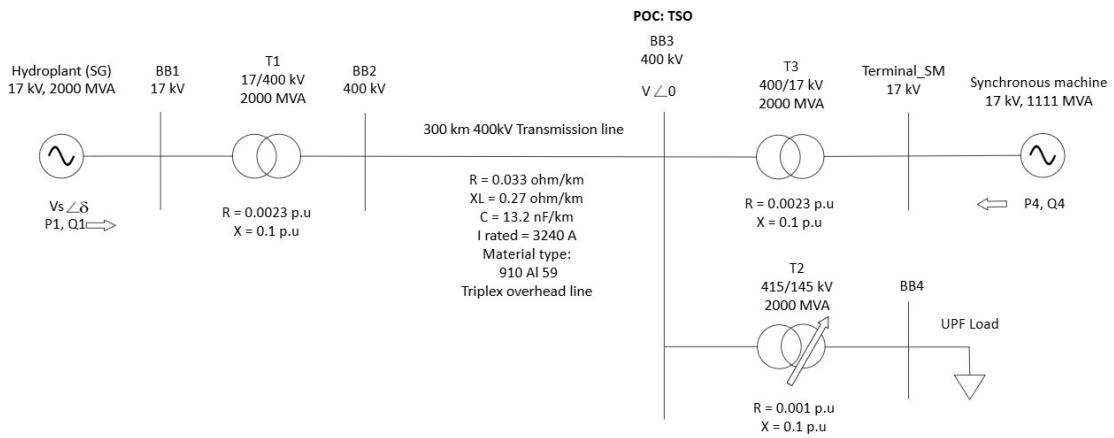 POC: TSO
BB3
400 kV
V ∠0
Hydroplant (SG)
17 kV, 2000 MVA
BB1
17 kV
T1
17/400 kV
2000 MVA
BB2
400 kV
T3
400/17 kV
2000 MVA
Terminal_SM
17 kV
Synchronous machine
17 kV, 1111 MVA
300 km 400kV Transmission line
Vs ∠δ
P1, Q1
R = 0.0023 p.u
X = 0.1 p.u
R = 0.033 ohm/km
XL = 0.27 ohm/km
C = 13.2 nF/km
I rated = 3240 A
Material type:
910 Al 59
Triplex overhead line
R = 0.0023 p.u
X = 0.1 p.u
P4, Q4
T2
415/145 kV
2000 MVA
BB4
UPF Load
R = 0.001 p.u
X = 0.1 p.u